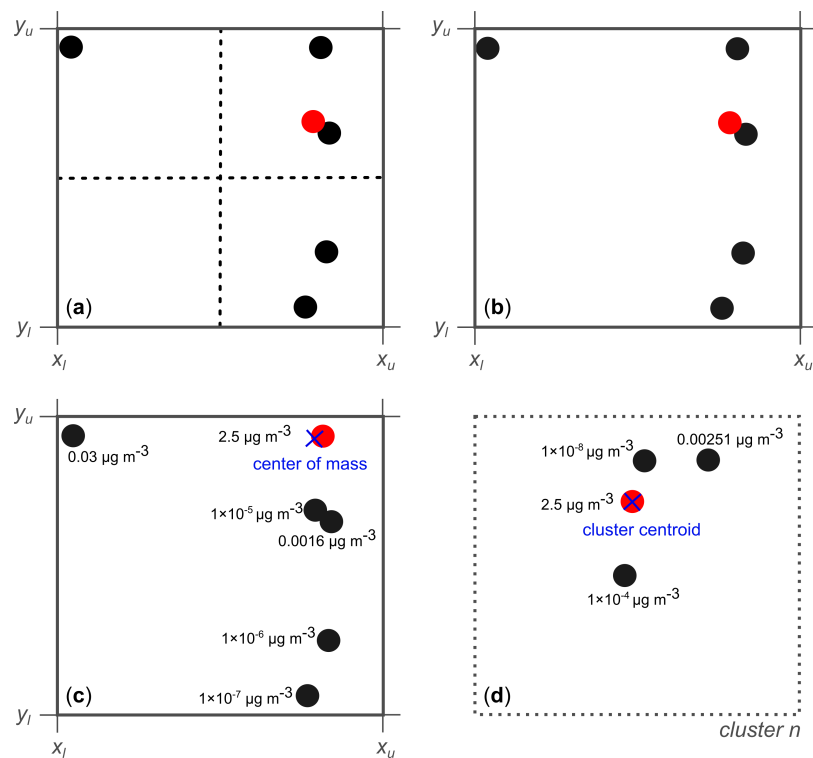 y_u
(a)
y_l
x_l
x_u
y_u
(b)
y_l
x_l
x_u
y_u
2.5 µg m-3
0.03 µg m-3
center of mass
1×10-5 µg m-3
0.0016 µg m-3
1×10-6 µg m-3
(c)
1×10-7 µg m-3
y_l
x_l
x_u
0.00251 µg m-3
1×10-8 µg m-3
2.5 µg m-3
cluster centroid
1×10-4 µg m-3
(d)
cluster n